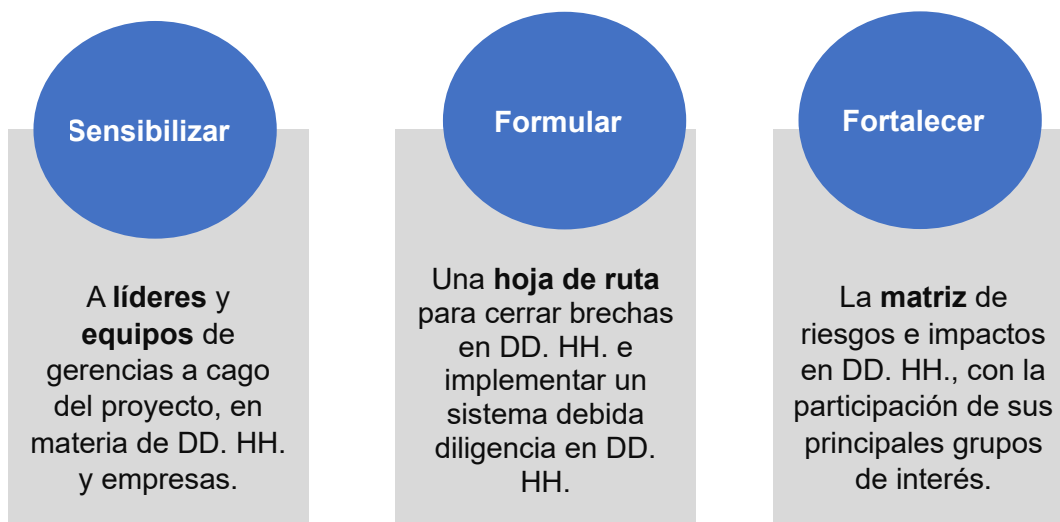 Sensibilizar
A líderes y
equipos de
gerencias a cago
del proyecto, en
materia de DD. HH.
y empresas.
Formular
Una hoja de ruta
para cerrar brechas
en DD. HH. e
implementar un
sistema debida
diligencia en DD.
HH.
Fortalecer
La matriz de
riesgos e impactos
en DD. HH., con la
participación de sus
principales grupos
de interés.